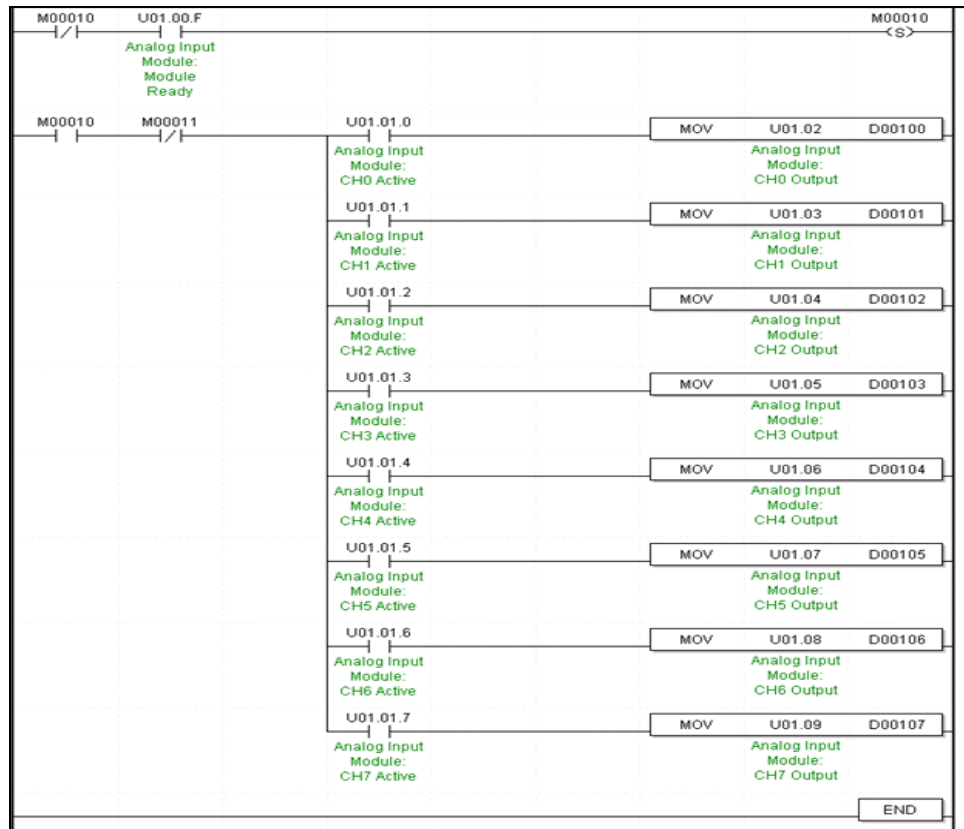 M00010 U01.00.F M00010
<S>
Analog Input
Module:
Module
Ready
M00010 M00011 U01.01.0 MOV U01.02 D00100
Analog Input
Module:
CH0 Active
Analog Input
Module:
CH0 Output
U01.01.1 MOV U01.03 D00101
Analog Input
Module:
CH1 Active
Analog Input
Module:
CH1 Output
U01.01.2 MOV U01.04 D00102
Analog Input
Module:
CH2 Active
Analog Input
Module:
CH2 Output
U01.01.3 MOV U01.05 D00103
Analog Input
Module:
CH3 Active
Analog Input
Module:
CH3 Output
U01.01.4 MOV U01.06 D00104
Analog Input
Module:
CH4 Active
Analog Input
Module:
CH4 Output
U01.01.5 MOV U01.07 D00105
Analog Input
Module:
CH5 Active
Analog Input
Module:
CH5 Output
U01.01.6 MOV U01.08 D00106
Analog Input
Module:
CH6 Active
Analog Input
Module:
CH6 Output
U01.01.7 MOV U01.09 D00107
Analog Input
Module:
CH7 Active
Analog Input
Module:
CH7 Output
END